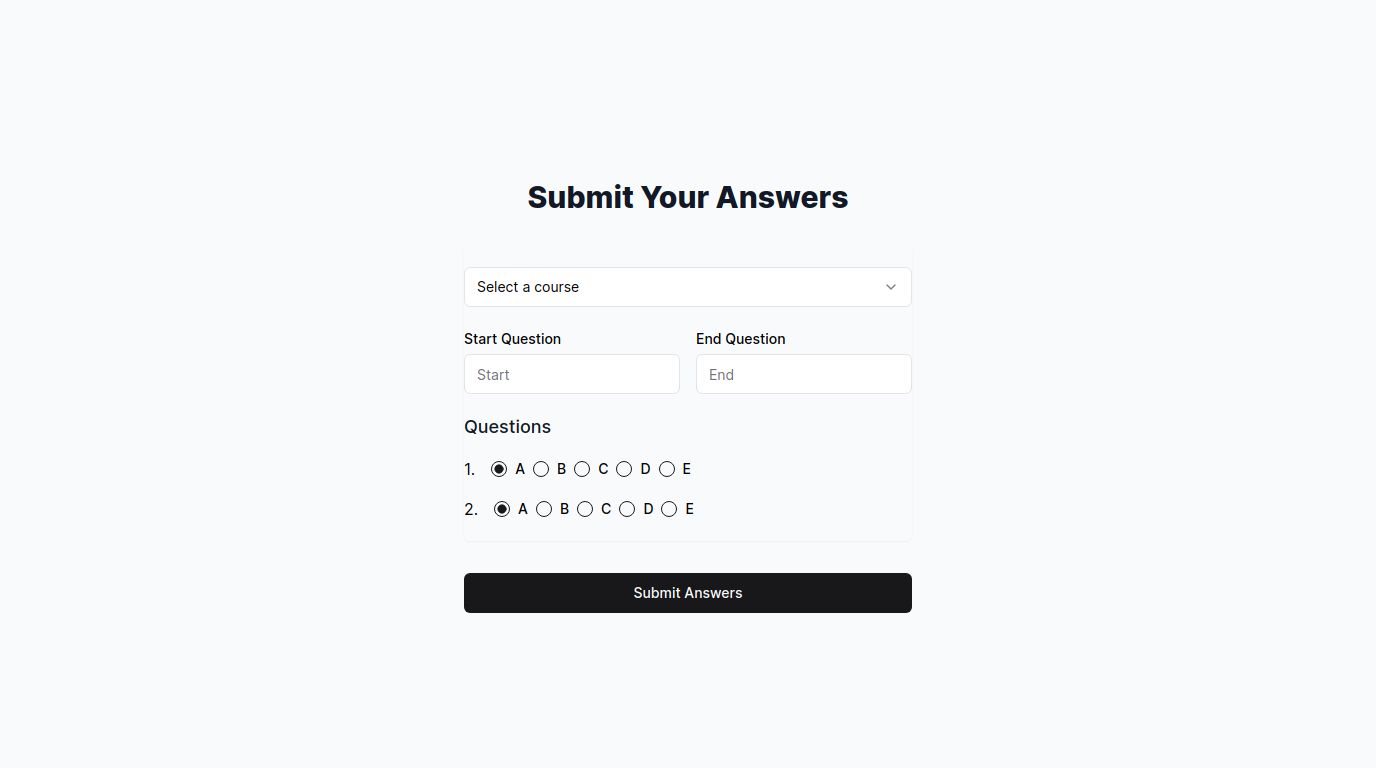 Submit Your Answers
Select a course
Start Question End Question
Start End
Questions
1. A B C D E
2. A B C D E
Submit Answers